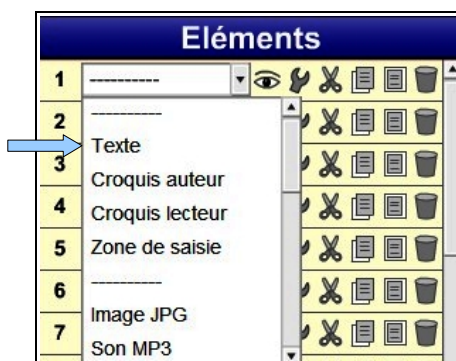 Eléments
1 ----------
2 ----------
Texte
3
Croquis auteur
4 Croquis lecteur
5 Zone de saisie
6 ----------
Image JPG
7
Son MP3